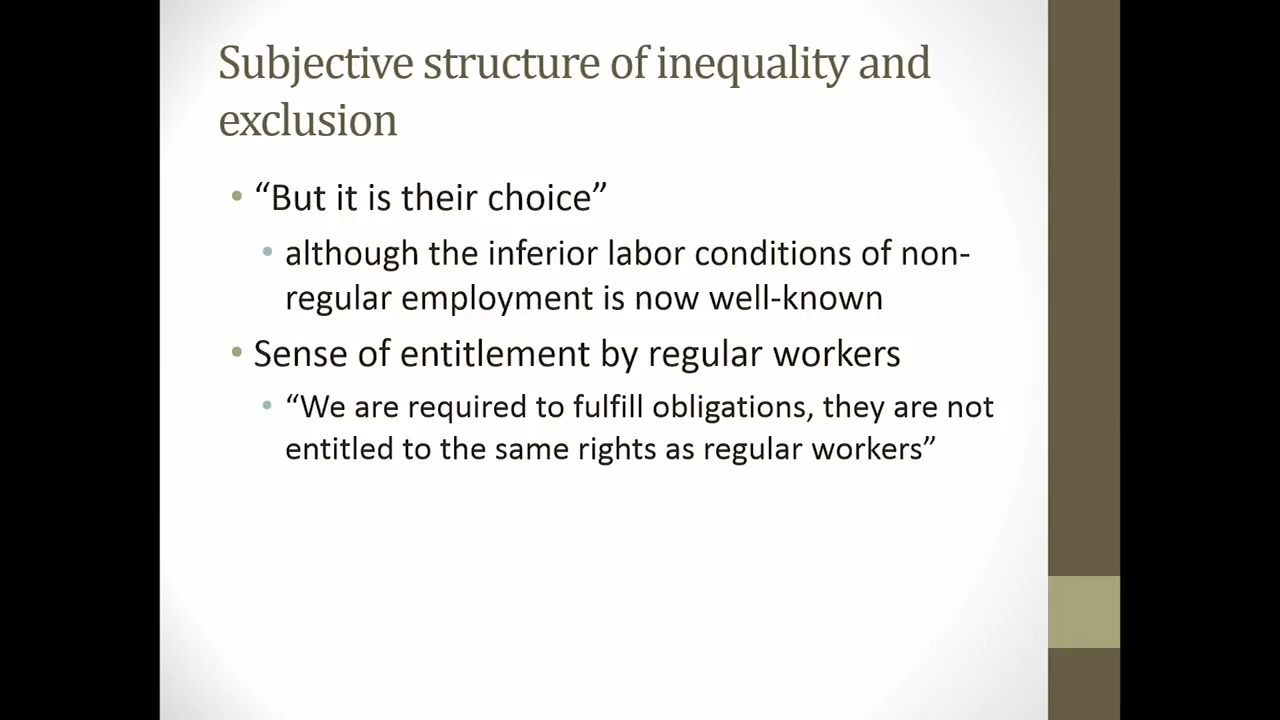 Subjective structure of inequality and
exclusion
• “But it is their choice”
• although the inferior labor conditions of non-
regular employment is now well-known
• Sense of entitlement by regular workers
• “We are required to fulfill obligations, they are not
entitled to the same rights as regular workers”